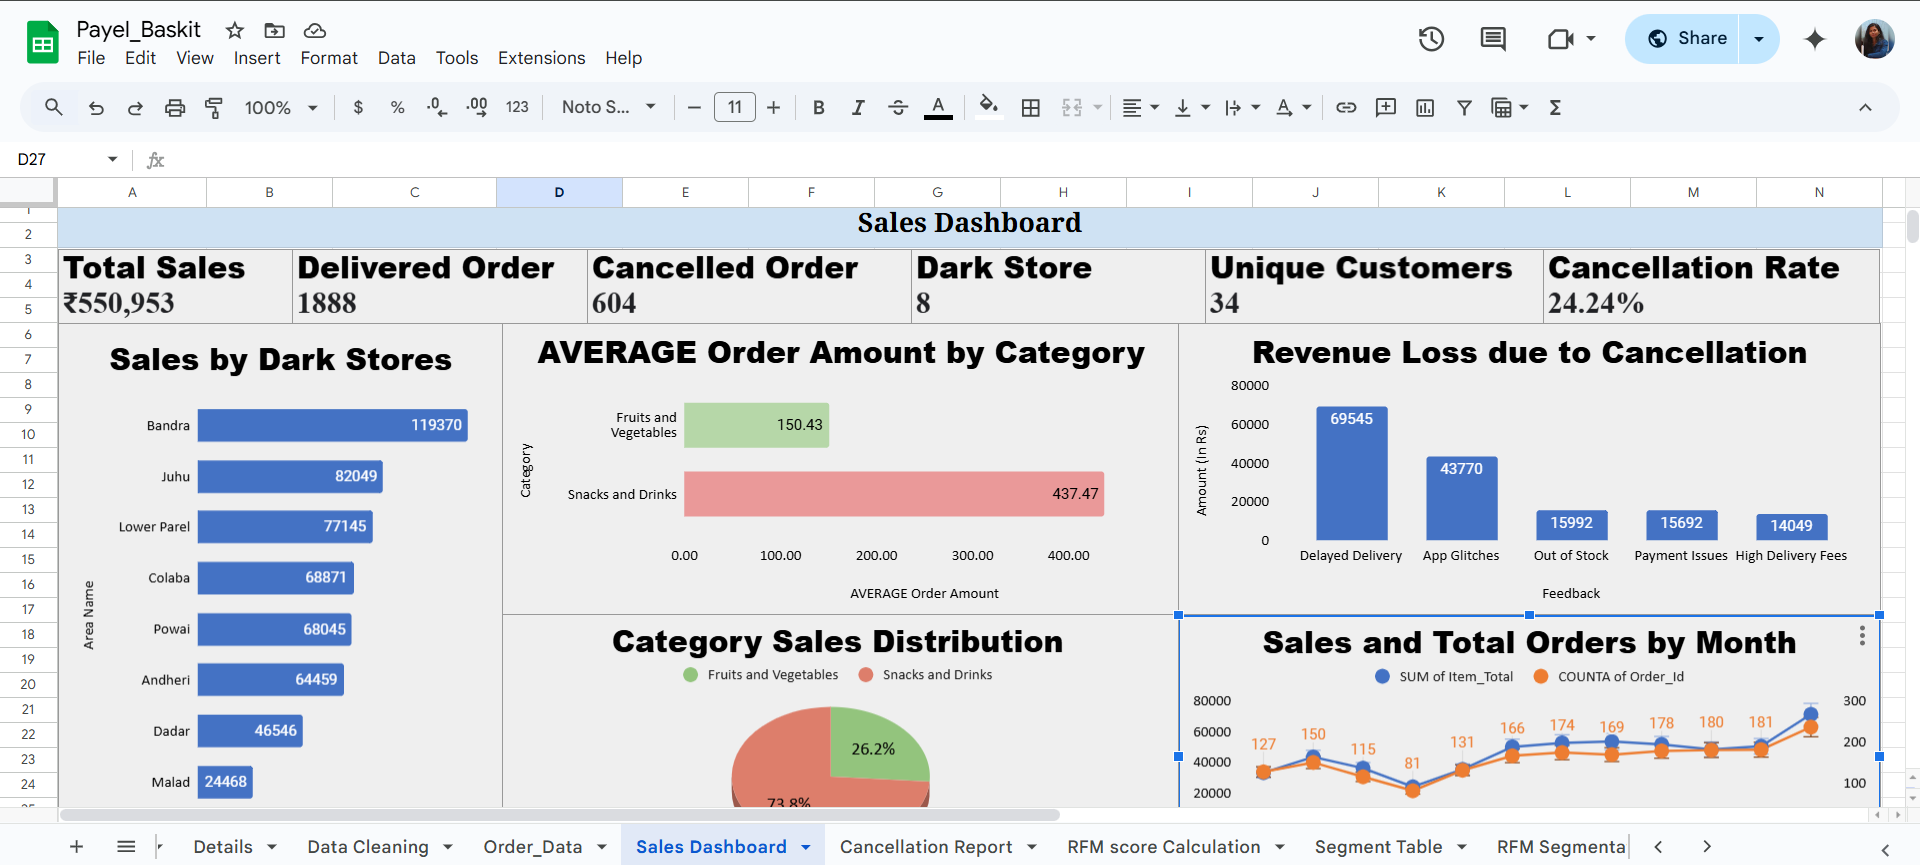 Payel_Baskit
File Edit View Insert Format Data Tools Extensions Help
Share
100% $ % .0 .00 123 Noto S... 11 B I A
D27 fx
A B C D E F G H I J K L M N
1
2
3
4
5
6
7
8
9
10
11
12
13
14
15
16
17
18
19
20
21
22
23
24
Sales Dashboard
Total Sales
₹550,953
Delivered Order
1888
Cancelled Order
604
Dark Store
8
Unique Customers
34
Cancellation Rate
24.24%
Sales by Dark Stores
Area Name
Bandra 119370
Juhu 82049
Lower Parel 77145
Colaba 68871
Powai 68045
Andheri 64459
Dadar 46546
Malad 24468
AVERAGE Order Amount by Category
Category
Fruits and
Vegetables 150.43
Snacks and Drinks 437.47
0.00 100.00 200.00 300.00 400.00
AVERAGE Order Amount
Revenue Loss due to Cancellation
Amount (In Rs)
80000
60000
40000
20000
0
69545 43770 15992 15692 14049
Delayed Delivery App Glitches Out of Stock Payment Issues High Delivery Fees
Feedback
Category Sales Distribution
Fruits and Vegetables Snacks and Drinks
26.2%
73.8%
Sales and Total Orders by Month
SUM of Item_Total COUNTA of Order_Id
80000
60000
40000
20000
127 150 115 81 131 166 174 169 178 180 181
300
200
100
Details Data Cleaning Order_Data Sales Dashboard Cancellation Report RFM score Calculation Segment Table RFM Segmenta